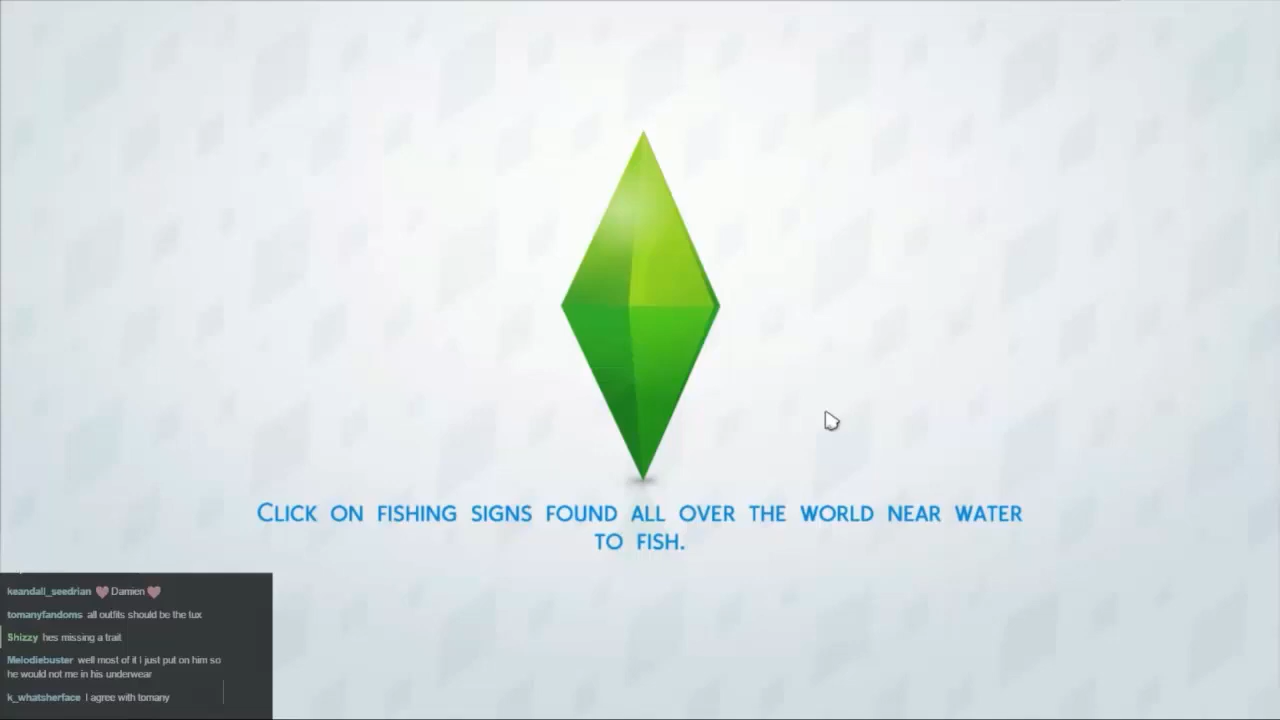 CLICK ON FISHING SIGNS FOUND ALL OVER THE WORLD NEAR WATER
TO FISH.
keandall_seedrian Damien
tomanyfandoms all outfits should be the tux
Shizzy hes missing a trait
Melodiebuster well most of it I just put on him so
he would not me in his underwear
k_whatsherface I agree with tomany